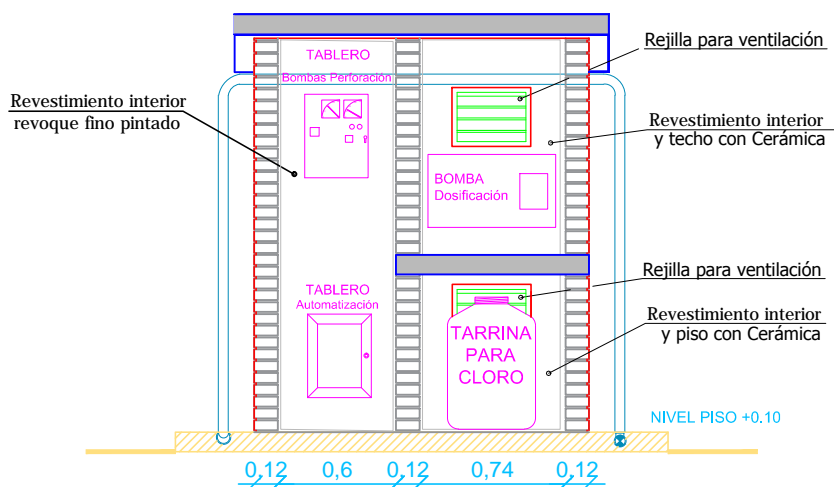 TABLERO
Bombas Perforación
Rejilla para ventilación
Revestimiento interior
revoque fino pintado
Revestimiento interior
y techo con Cerámica
BOMBA
Dosificación
TABLERO
Automatización
Rejilla para ventilación
TARRINA
PARA
CLORO
Revestimiento interior
y piso con Cerámica
NIVEL PISO +0.10
0,12 0,6 0,12 0,74 0,12